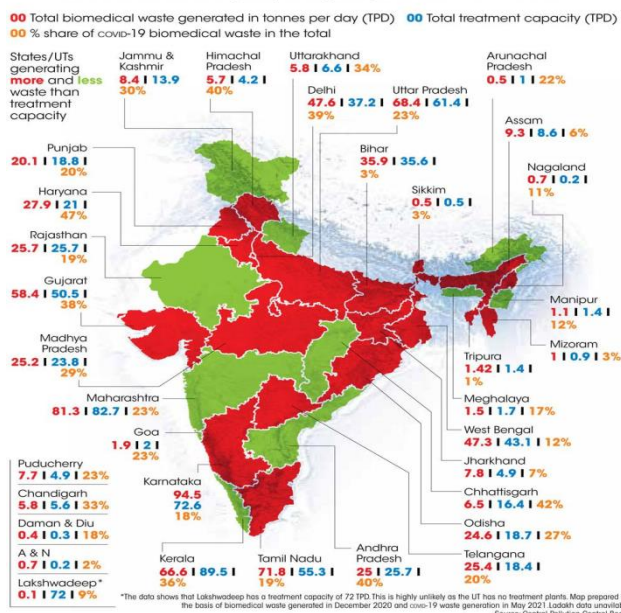 00 Total biomedical waste generated in tonnes per day (TPD) 00 Total treatment capacity (TPD)
00 % share of COVID-19 biomedical waste in the total
States/UTs
generating
more and less
waste than
treatment
capacity
Jammu &
Kashmir
8.4 | 13.9
30%
Himachal
Pradesh
5.7 | 4.2 |
40%
Uttarakhand
5.8 | 6.6 | 34%
Delhi
47.6 | 37.2 |
39%
Uttar Pradesh
68.4 | 61.4 |
23%
Arunachal
Pradesh
0.5 | 1 | 22%
Assam
9.3 | 8.6 | 6%
Nagaland
0.7 | 0.2 |
11%
Bihar
35.9 | 35.6 |
3%
Sikkim
0.5 | 0.5 |
3%
Punjab
20.1 | 18.8 |
20%
Haryana
27.9 | 21 |
47%
Rajasthan
25.7 | 25.7 |
19%
Gujarat
58.4 | 50.5 |
38%
Madhya
Pradesh
25.2 | 23.8 |
29%
Maharashtra
81.3 | 82.7 | 23%
Goa
1.9 | 2 |
23%
Karnataka
94.5
72.6
18%
Manipur
1.1 | 1.4 |
12%
Mizoram
1 | 0.9 | 3%
Tripura
1.42 | 1.4 |
1%
Meghalaya
1.5 | 1.7 | 17%
West Bengal
47.3 | 43.1 | 12%
Jharkhand
7.8 | 4.9 | 7%
Chhattisgarh
6.5 | 16.4 | 42%
Odisha
24.6 | 18.7 | 27%
Telangana
25.4 | 18.4 |
20%
Puducherry
7.7 | 4.9 | 23%
Chandigarh
5.8 | 5.6 | 33%
Daman & Diu
0.4 | 0.3 | 18%
A & N
0.7 | 0.2 | 2%
Lakshwadeep*
0.1 | 72 | 9%
Kerala
66.6 | 89.5 |
36%
Tamil Nadu
71.8 | 55.3 |
19%
Andhra
Pradesh
25 | 25.7 |
40%
*The data shows that Lakshwadeep has a treatment capacity of 72 TPD. This is highly unlikely as the UT has no treatment plants. Map prepared
the basis of biomedical waste generated in December 2020 and COVID-19 waste generated in May 2021. Ladakh data unavaila